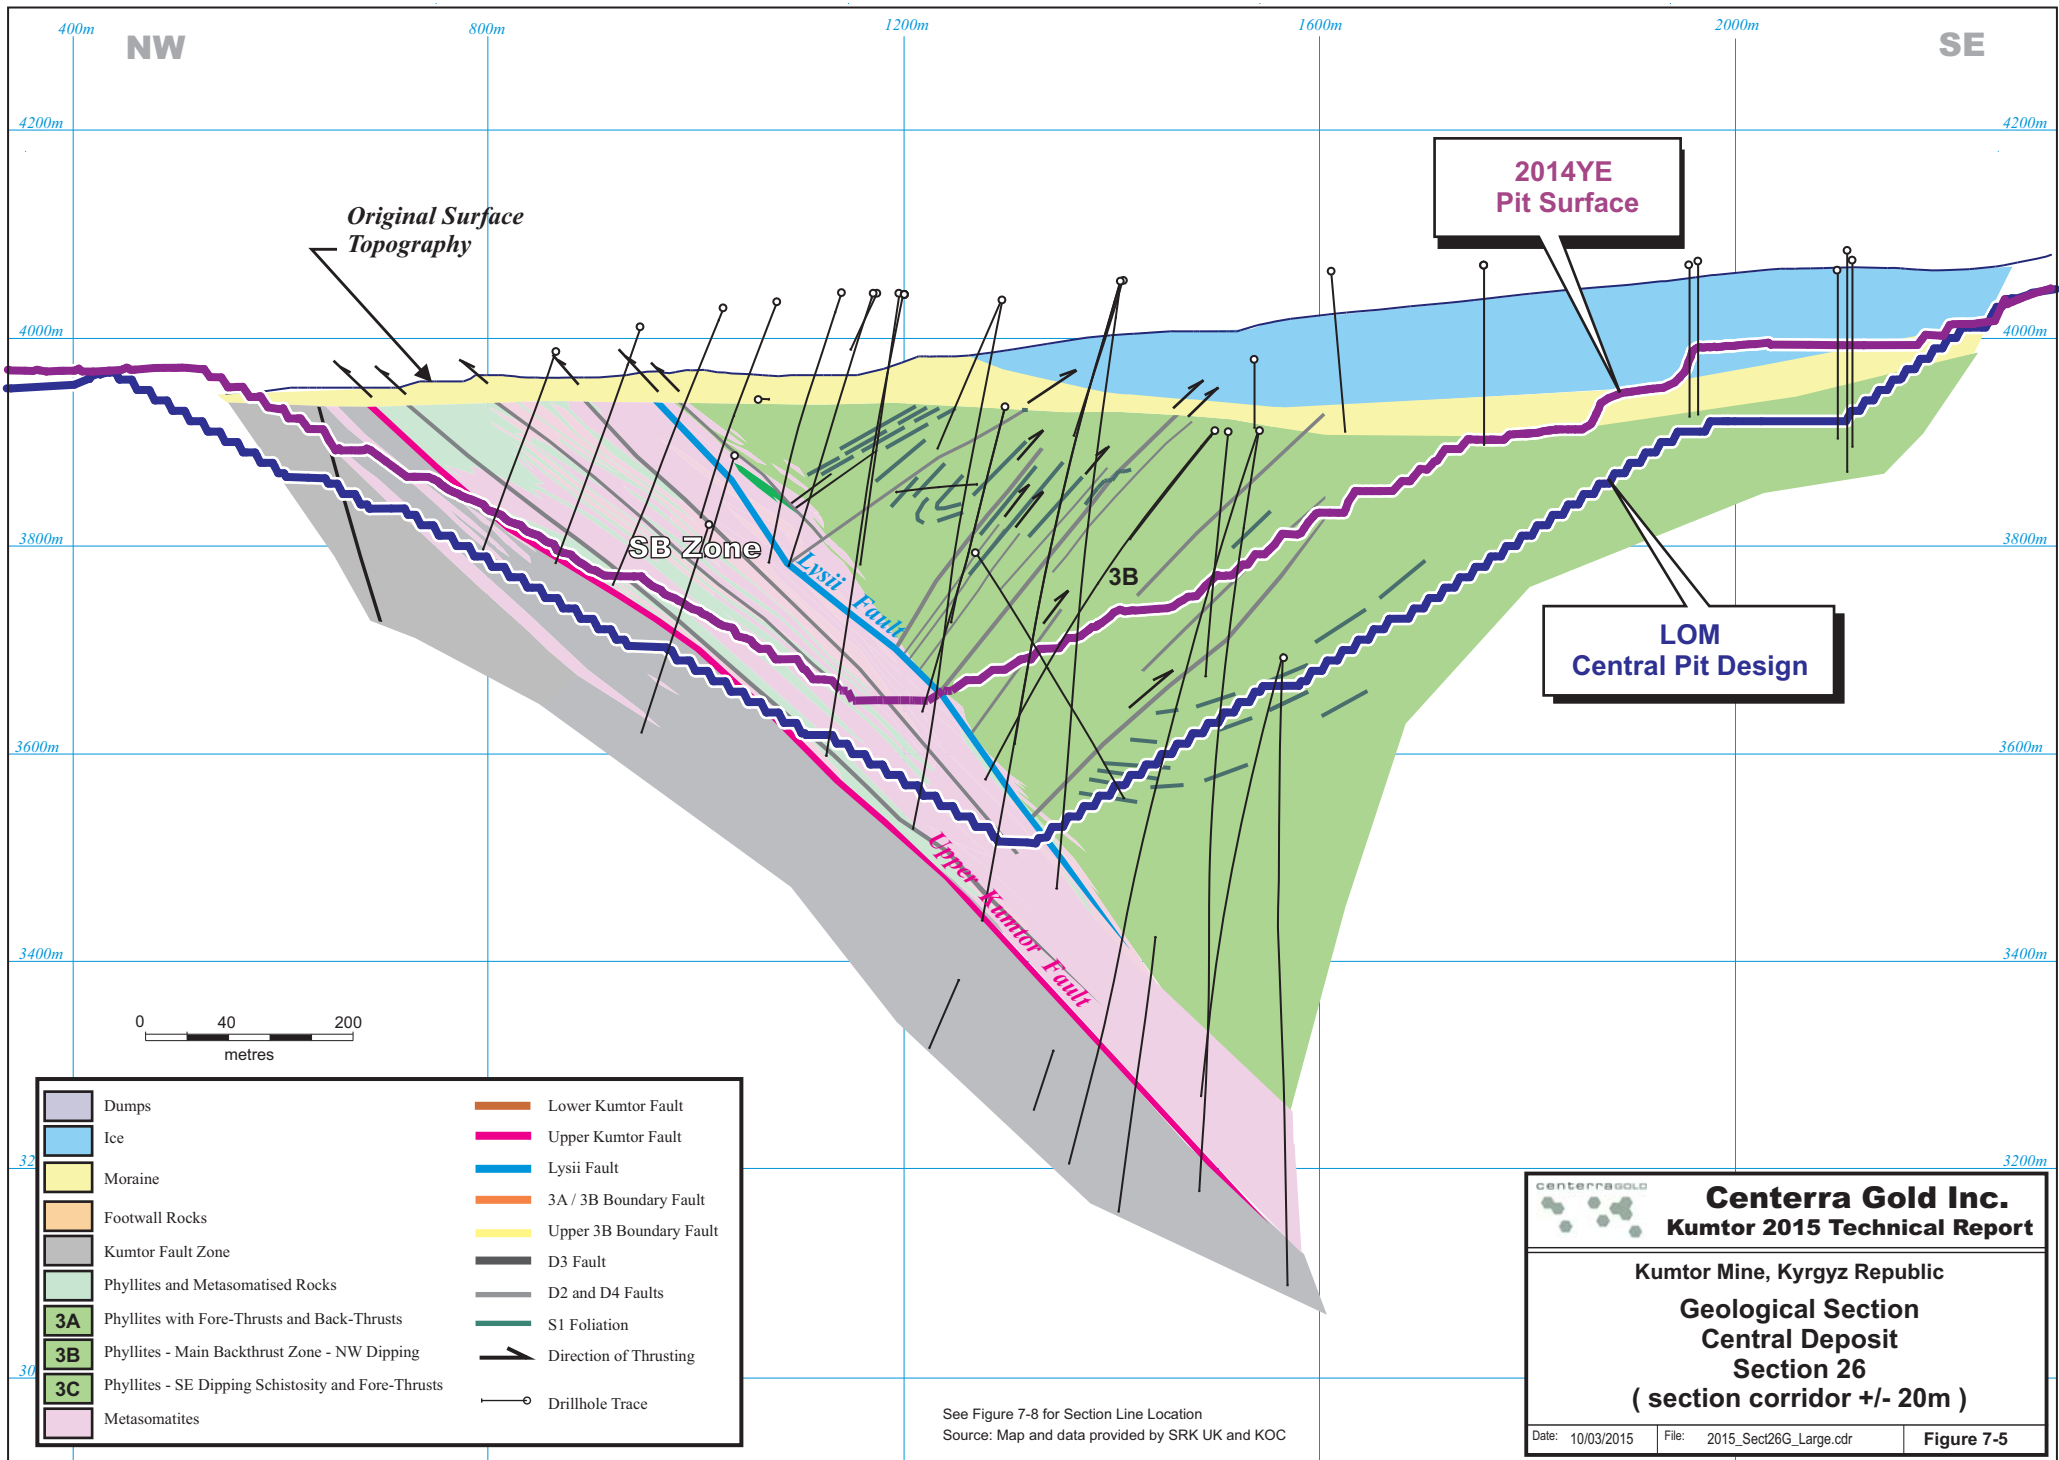 400m
800m
1200m
1600m
2000m
NW
SE
4200m
4200m
2014YE
Pit Surface
Original Surface
Topography
4000m
4000m
3800m
3800m
SB Zone
Lysii Fault
3B
LOM
Central Pit Design
3600m
3600m
Upper Kumtor Fault
3400m
3400m
0 40 200
metres
32
3200m
30
Dumps
Ice
Moraine
Footwall Rocks
Kumtor Fault Zone
Phyllites and Metasomatised Rocks
3A Phyllites with Fore-Thrusts and Back-Thrusts
3B Phyllites - Main Backthrust Zone - NW Dipping
3C Phyllites - SE Dipping Schistosity and Fore-Thrusts
Metasomatites
Lower Kumtor Fault
Upper Kumtor Fault
Lysii Fault
3A / 3B Boundary Fault
Upper 3B Boundary Fault
D3 Fault
D2 and D4 Faults
S1 Foliation
Direction of Thrusting
Drillhole Trace
See Figure 7-8 for Section Line Location
Source: Map and data provided by SRK UK and KOC
centerraGOLD
Centerra Gold Inc.
Kumtor 2015 Technical Report
Kumtor Mine, Kyrgyz Republic
Geological Section
Central Deposit
Section 26
( section corridor +/- 20m )
Date: 10/03/2015 File: 2015_Sect26G_Large.cdr Figure 7-5